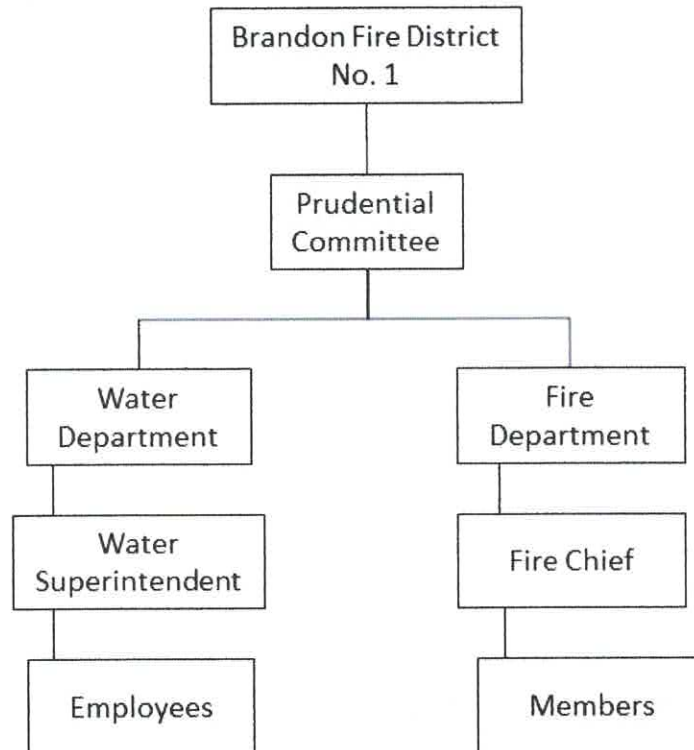 Brandon Fire District
No. 1
Prudential
Committee
Water
Department
Fire
Department
Water
Superintendent
Fire Chief
Employees
Members